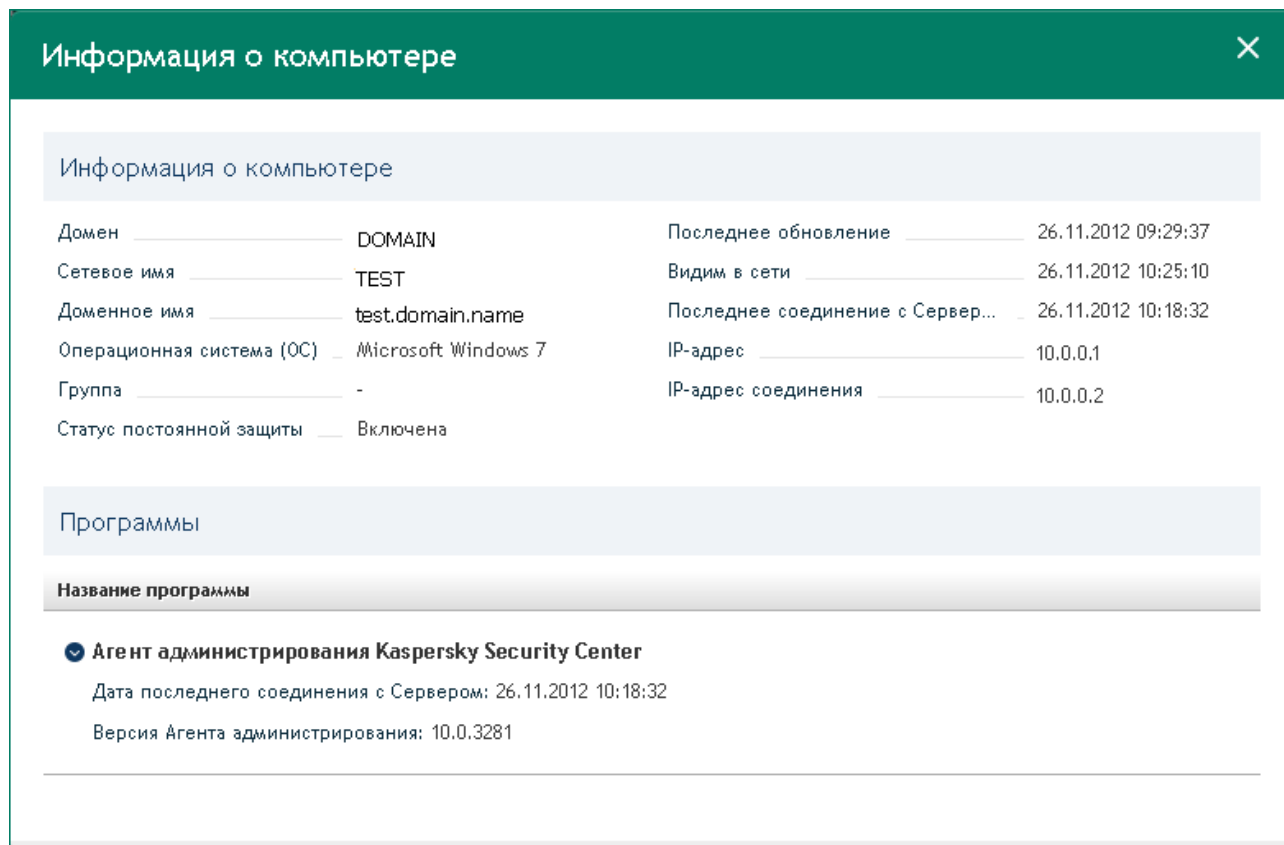 Информация о компьютере
Информация о компьютере
Домен DOMAIN
Сетевое имя TEST
Доменное имя test.domain.name
Операционная система (ОС) Microsoft Windows 7
Группа -
Статус постоянной защиты Включена
Последнее обновление 26.11.2012 09:29:37
Видим в сети 26.11.2012 10:25:10
Последнее соединение с Сервер... 26.11.2012 10:18:32
IP-адрес 10.0.0.1
IP-адрес соединения 10.0.0.2
Программы
Название программы
Агент администрирования Kaspersky Security Center
Дата последнего соединения с Сервером: 26.11.2012 10:18:32
Версия Агента администрирования: 10.0.3281